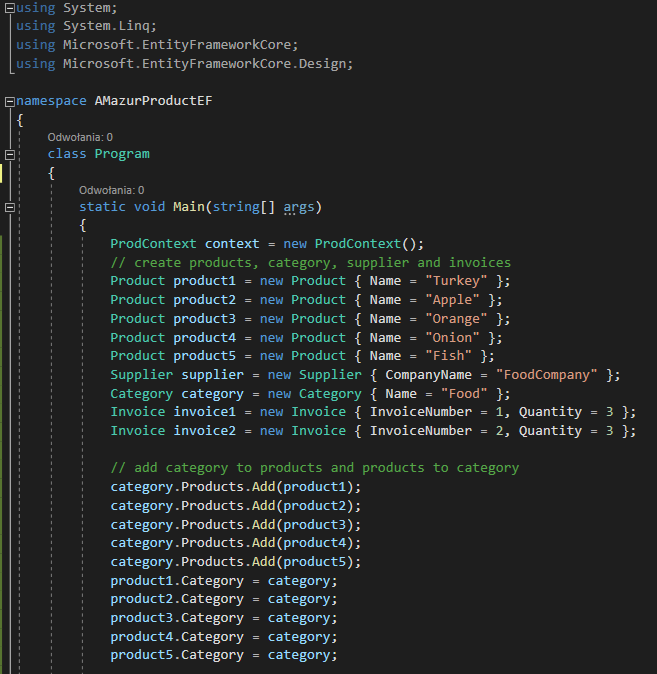 using System;
using System.Linq;
using Microsoft.EntityFrameworkCore;
using Microsoft.EntityFrameworkCore.Design;
namespace AMazurProductEF
{
Odwołania: 0
class Program
{
Odwołania: 0
static void Main(string[] args)
{
ProdContext context = new ProdContext();
// create products, category, supplier and invoices
Product product1 = new Product { Name = "Turkey" };
Product product2 = new Product { Name = "Apple" };
Product product3 = new Product { Name = "Orange" };
Product product4 = new Product { Name = "Onion" };
Product product5 = new Product { Name = "Fish" };
Supplier supplier = new Supplier { CompanyName = "FoodCompany" };
Category category = new Category { Name = "Food" };
Invoice invoice1 = new Invoice { InvoiceNumber = 1, Quantity = 3 };
Invoice invoice2 = new Invoice { InvoiceNumber = 2, Quantity = 3 };
// add category to products and products to category
category.Products.Add(product1);
category.Products.Add(product2);
category.Products.Add(product3);
category.Products.Add(product4);
category.Products.Add(product5);
product1.Category = category;
product2.Category = category;
product3.Category = category;
product4.Category = category;
product5.Category = category;